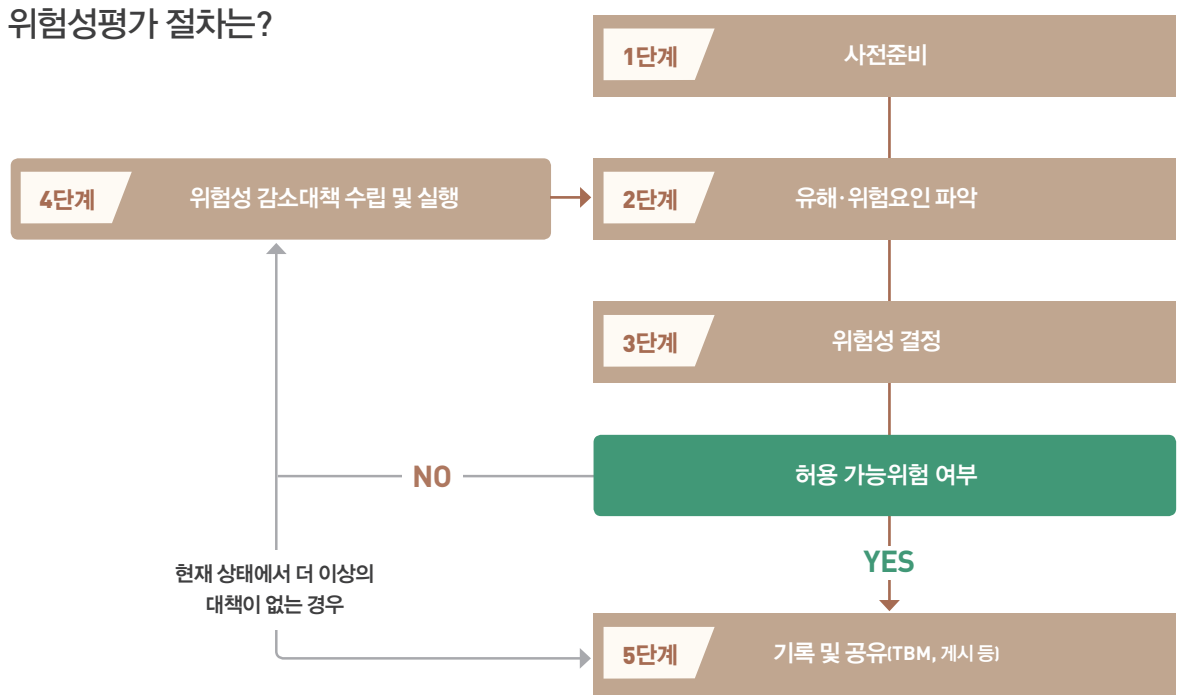 위험성평가 절차는?
1단계 사전준비
4단계 위험성 감소대책 수립 및 실행
2단계 유해·위험요인 파악
3단계 위험성 결정
허용 가능위험 여부
NO
YES
현재 상태에서 더 이상의
대책이 없는 경우
5단계 기록 및 공유(TBM, 게시 등)